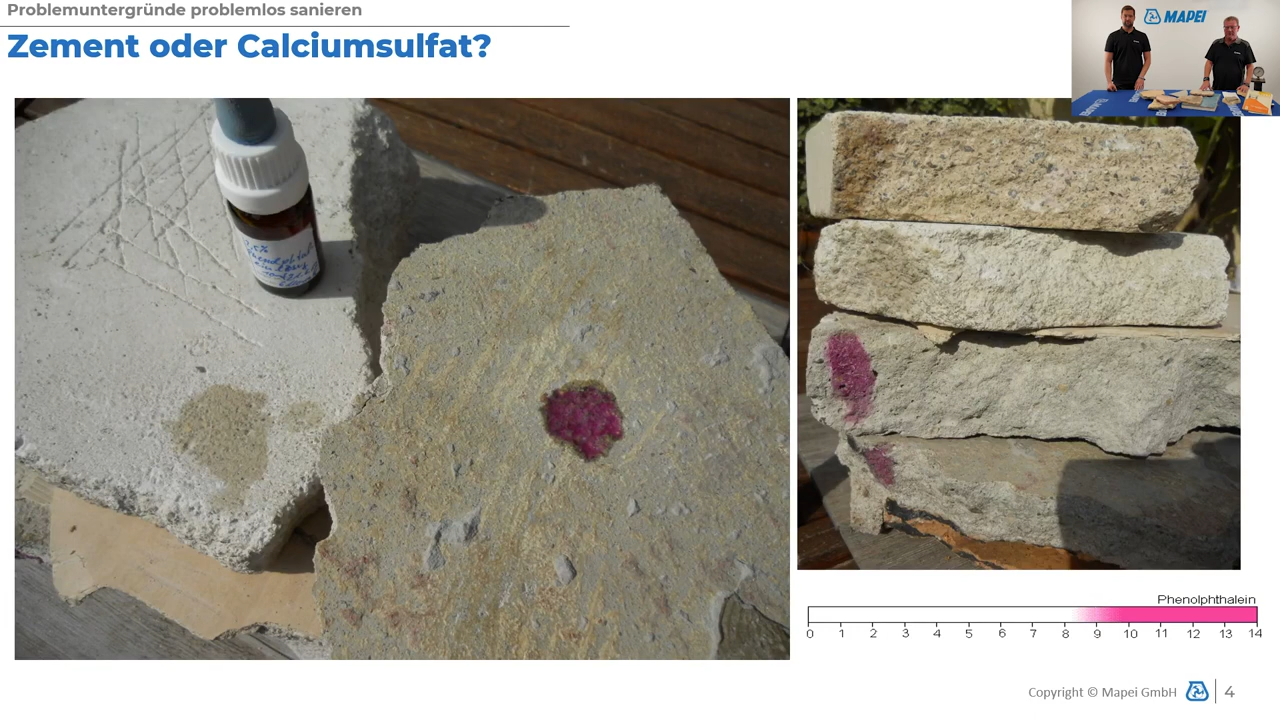 Problemuntergründe problemlos sanieren
Zement oder Calciumsulfat?
MAPEI
Phenolphthalein
0 1 2 3 4 5 6 7 8 9 10 11 12 13 14
Copyright © Mapei GmbH
4